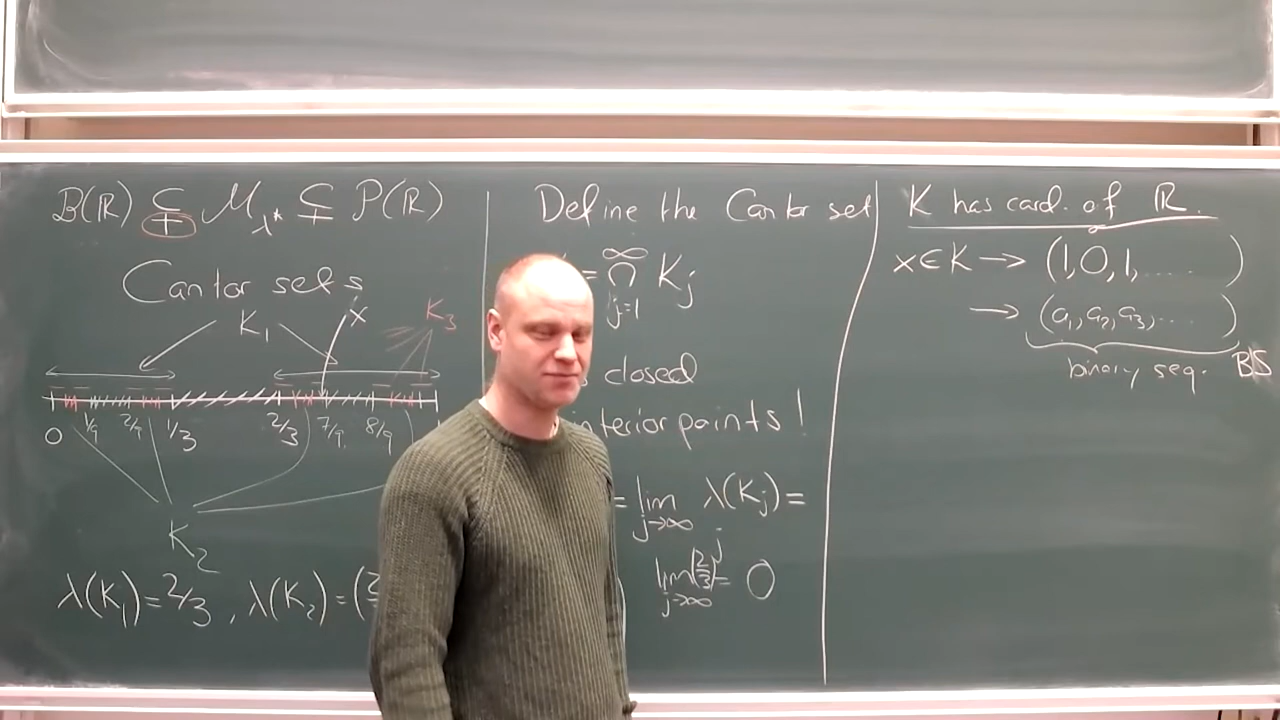 B(ℝ) ⊊ M_λ* ⊊ P(ℝ)
Cantor sets
K₁ x K₃
0 1/9 2/9 1/3 2/3 7/9 8/9
K₂
λ(K₁)=2/3, λ(K₂)=(2
Define the Cantor set
= ∩_{j=1}^∞ K_j
closed
interior points!
= lim_{j→∞} λ(K_j) =
lim_{j→∞} (2/3)^j = 0
K has card. of ℝ.
x∈K → (1,0,1,......)
→ (a₁,a₂,a₃,....)
binary seq. BS